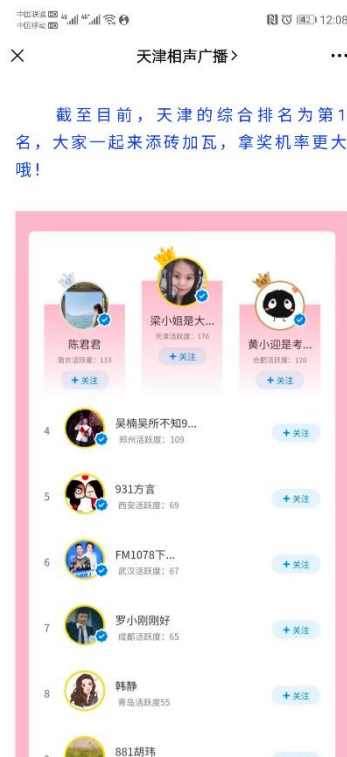 中国联通 HD 4G 4G
中国移动 HD
42 12:08
天津相声广播>
截至目前，天津的综合排名为第1
名，大家一起来添砖加瓦，拿奖机率更大
哦！
陈君君
南京活跃度：133
+关注
梁小姐是大...
天津活跃度：176
+关注
黄小迎是考...
合肥活跃度：120
+关注
4
吴楠吴所不知9...
郑州活跃度：109
+关注
5
931方言
西安活跃度：69
+关注
6
FM1078下...
武汉活跃度：67
+关注
7
罗小刚刚好
成都活跃度：65
+关注
8
韩静
青岛活跃度55
+关注
881胡玮